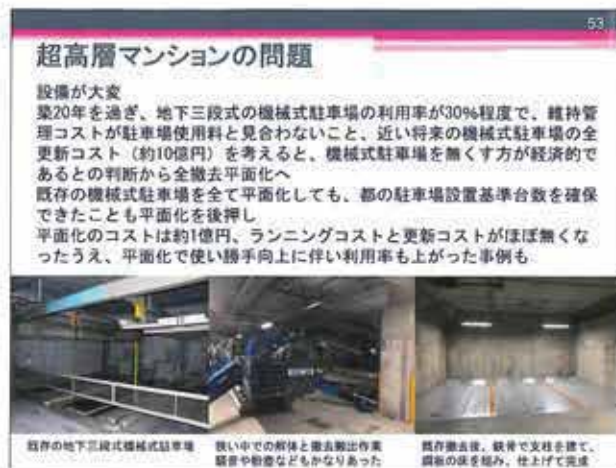 53
超高層マンションの問題
設備が大変
築20年を過ぎ、地下三段式の機械式駐車場の利用率が30%程度で、維持管
理コストが駐車場使用料と見合わないこと、近い将来の機械式駐車場の全
更新コスト（約10億円）を考えると、機械式駐車場を無くす方が経済的で
あるとの判断から全撤去平面化へ
既存の機械式駐車場を全て平面化しても、都の駐車場設置基準台数を確保
できたことも平面化を後押し
平面化のコストは約1億円、ランニングコストと更新コストがほぼ無くな
ったうえ、平面化で使い勝手向上に伴い利用率も上がった事例も
既存の地下三段式機械式駐車場
狭い中での解体と撤去搬出作業
騒音や粉塵などもかなりあった
既存撤去後、鉄骨で支柱を建て、
鋼板の床を組み、仕上げて完成